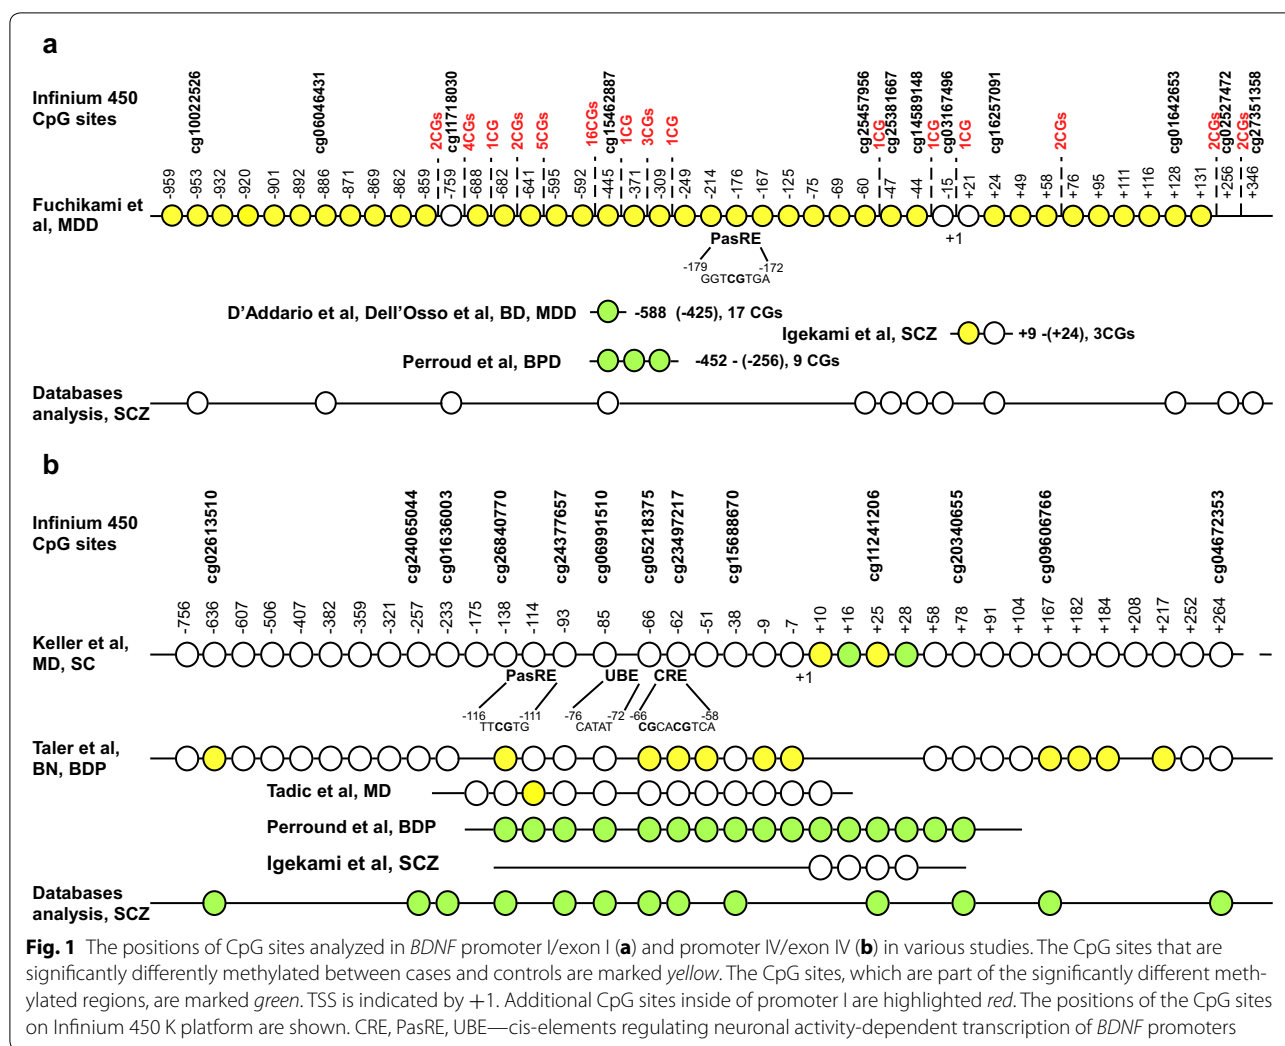 a
Infinium 450
CpG sites
cg10022526
cg06046431
cg11718030
cg15462887
cg25457956
cg25381667
cg14589148
cg03167496
cg16257091
cg01642653
cg02527472
cg27351358
2CGs
4CGs
1CG
2CGs
5CGs
16CGs
1CG
3CGs
1CG
1CG
1CG
1CG
2CGs
2CGs
2CGs
-959 -953 -932 -920 -901 -892 -886 -871 -869 -862 -859 -759 -688 -682 -641 -595 -592 -445 -371 -309 -249 -214 -176 -167 -125 -75 -69 -60 -47 -44 -15 +21 +24 +49 +58 +76 +95 +111 +116 +128 +131 +256 +346
Fuchikami et
al, MDD
PasRE
+1
-179
-172
GGTCGTGA
D'Addario et al, Dell'Osso et al, BD, MDD
-588 (-425), 17 CGs
Igekami et al, SCZ
+9 -(+24), 3CGs
Perroud et al, BPD
-452 - (-256), 9 CGs
Databases
analysis, SCZ
b
Infinium 450
CpG sites
cg02613510
cg24065044
cg01636003
cg26840770
cg24377657
cg06991510
cg05218375
cg23497217
cg15688670
cg11241206
cg20340655
cg09606766
cg04672353
-756 -636 -607 -506 -407 -382 -359 -321 -257 -233 -175 -138 -114 -93 -85 -66 -62 -51 -38 -9 -7 +10 +16 +25 +28 +58 +78 +91 +104 +167 +182 +184 +208 +217 +252 +264
Keller et al,
MD, SC
PasRE
UBE
CRE
+1
-116
-111
-76
-72
-66
-58
TTCGTG
CATAT
CGCACGTCA
Taler et al,
BN, BDP
Tadic et al, MD
Perround et al, BDP
Igekami et al, SCZ
Databases
analysis, SCZ
Fig. 1 The positions of CpG sites analyzed in BDNF promoter I/exon I (a) and promoter IV/exon IV (b) in various studies. The CpG sites that are
significantly differently methylated between cases and controls are marked yellow. The CpG sites, which are part of the significantly different meth-
ylated regions, are marked green. TSS is indicated by +1. Additional CpG sites inside of promoter I are highlighted red. The positions of the CpG sites
on Infinium 450 K platform are shown. CRE, PasRE, UBE—cis-elements regulating neuronal activity-dependent transcription of BDNF promoters